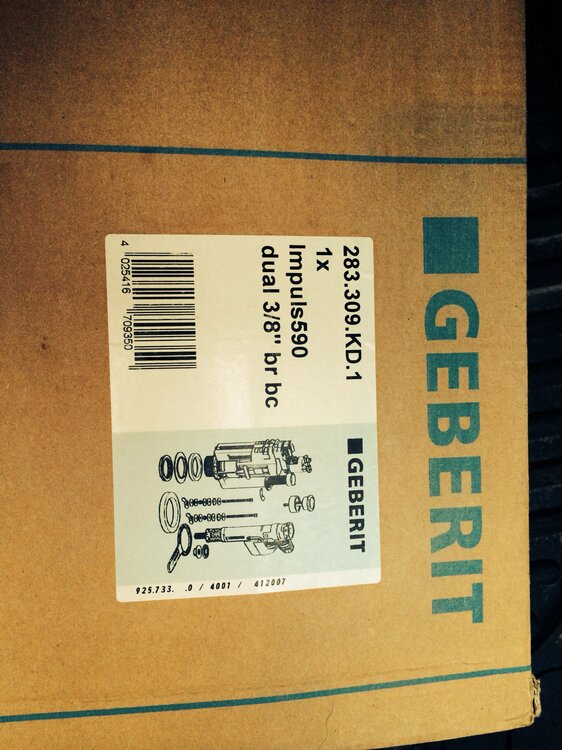 GEBERIT
283.309.KD.1
1x
Impuls590
dual 3/8" br bc
4 025416 709350
GEBERIT
925.733. .0 / 4001 / 412007